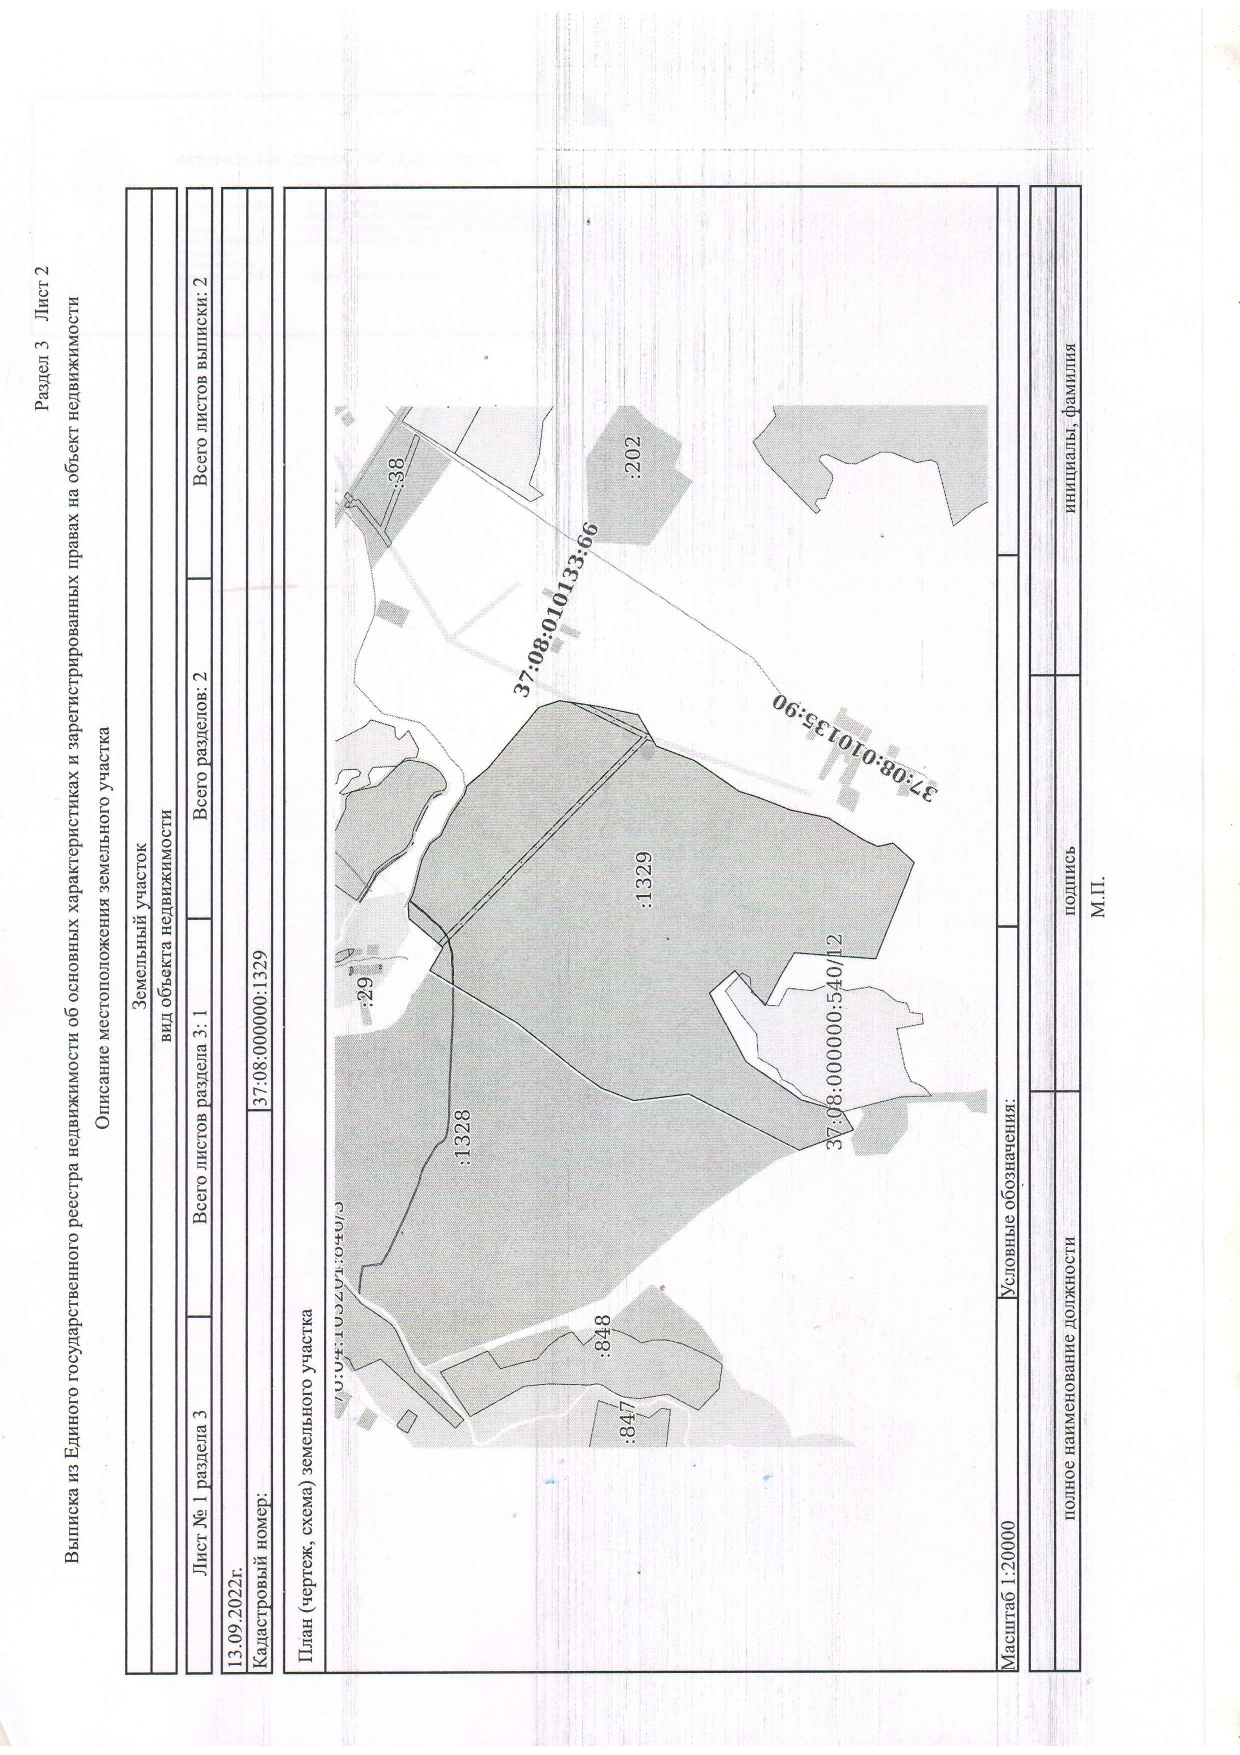 Раздел 3 Лист 2
Выписка из Единого государственного реестра недвижимости об основных характеристиках и зарегистрированных правах на объект недвижимости
Описание местоположения земельного участка
Земельный участок
вид объекта недвижимости
Лист № 1 раздела 3 Всего листов раздела 3: 1 Всего разделов: 2 Всего листов выписки: 2
13.09.2022г.
Кадастровый номер: 37:08:000000:1329
План (чертеж, схема) земельного участка
:38
:29
:202
37:08:010133:66
:1328
:1329
37:08:010135:90
:848
:847
37:08:000000:540/12
Масштаб 1:20000 Условные обозначения:
полное наименование должности подпись инициалы, фамилия
М.П.